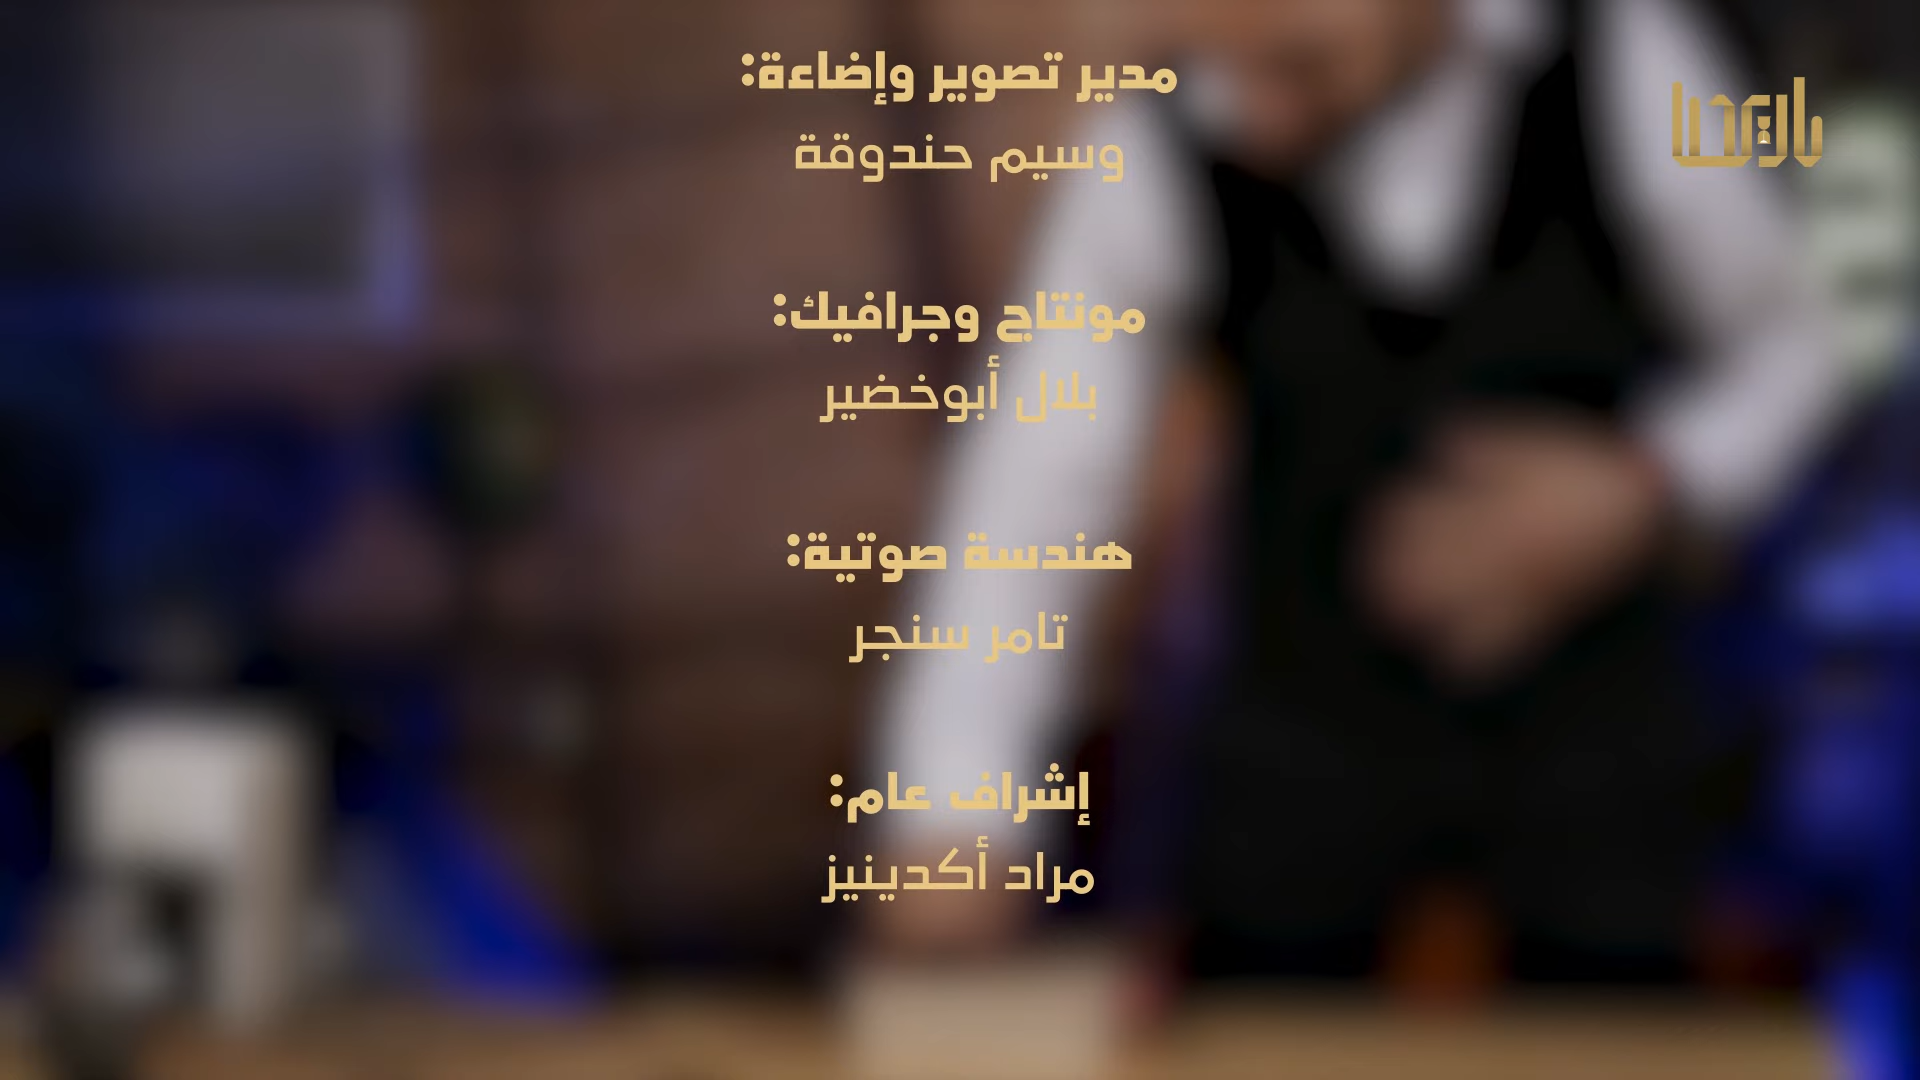 مدير تصوير وإضاءة:
وسيم حندوقة
مونتاج وجرافيك:
بلال أبوخضير
هندسة صوتية:
تامر سنجر
إشراف عام:
مراد أكدينيز